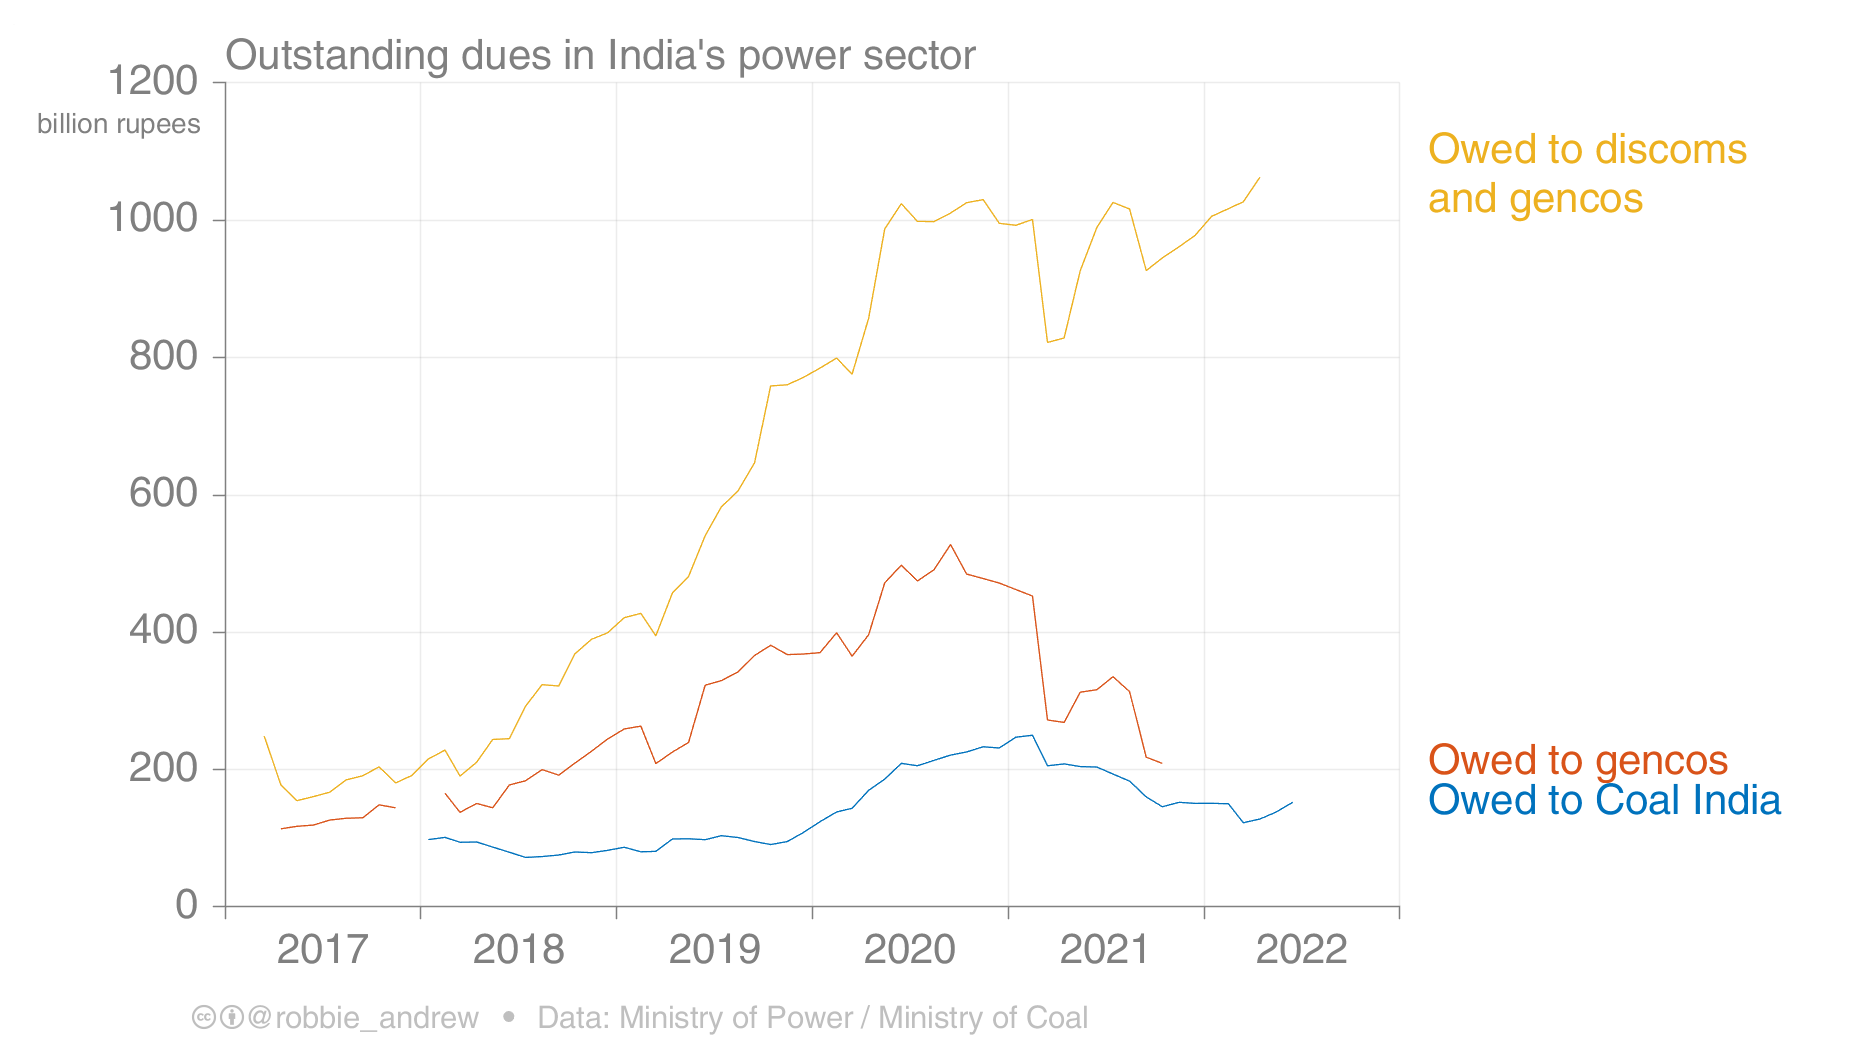 Outstanding dues in India's power sector
1200
billion rupees
1000
800
600
400
200
0
2017 2018 2019 2020 2021 2022
Owed to discoms
and gencos
Owed to gencos
Owed to Coal India
cc @robbie_andrew • Data: Ministry of Power / Ministry of Coal